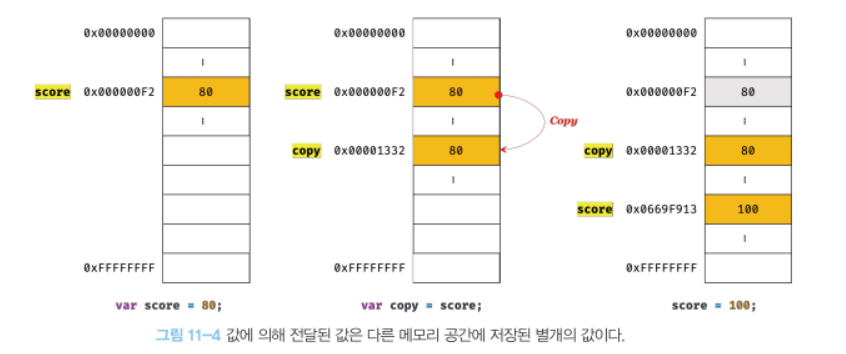 0x00000000
score 0x000000F2 80
0xFFFFFFFF
var score = 80;
0x00000000
score 0x000000F2 80
Copy
copy 0x00001332 80
0xFFFFFFFF
var copy = score;
0x00000000
0x000000F2 80
copy 0x00001332 80
score 0x0669F913 100
0xFFFFFFFF
score = 100;
그림 11-4 값에 의해 전달된 값은 다른 메모리 공간에 저장된 별개의 값이다.